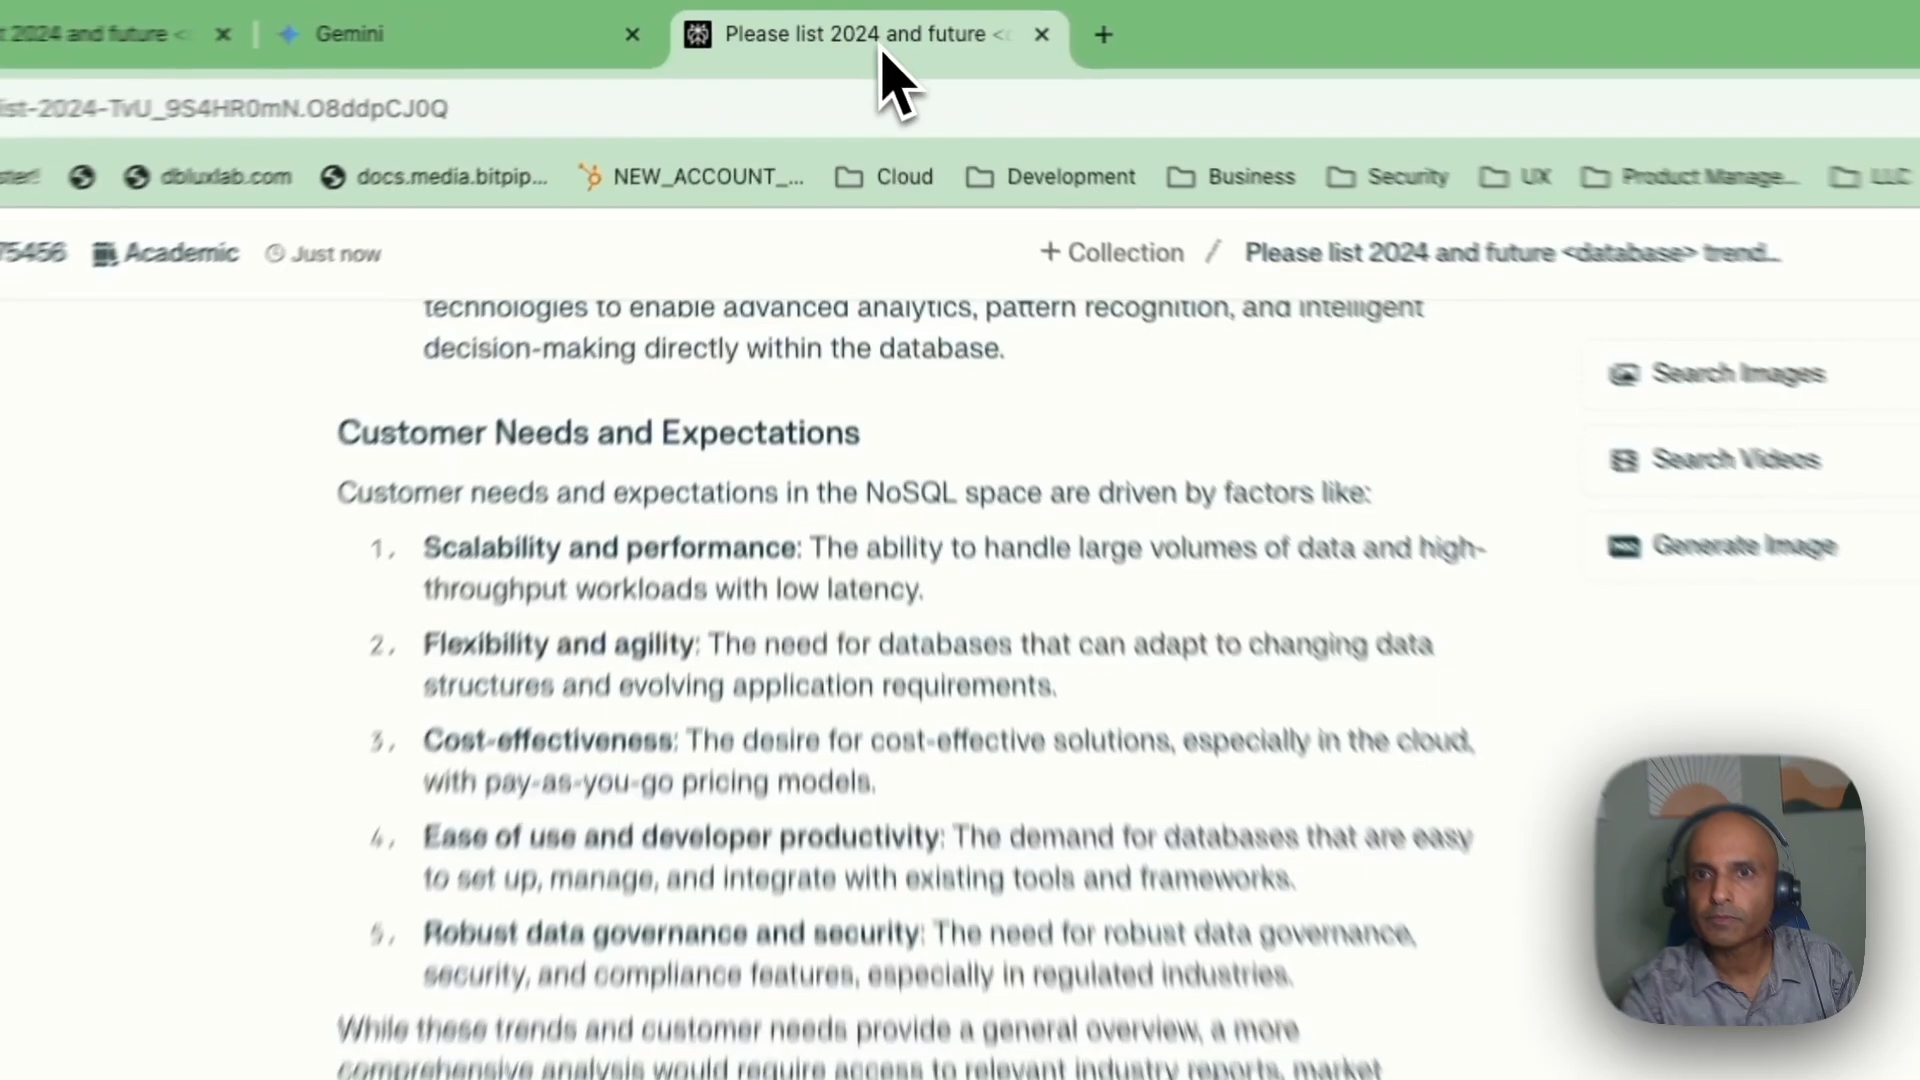 t 2024 and future <
Gemini
Please list 2024 and future <
ist-2024-TvU_9S4HR0mN.O8ddpCJ0Q
ster!
dbluxlab.com
docs.media.bitpip...
NEW_ACCOUNT_...
Cloud
Development
Business
Security
UX
Product Manage...
LLC
75456
Academic
Just now
+ Collection / Please list 2024 and future <database> trend...
technologies to enable advanced analytics, pattern recognition, and intelligent
decision-making directly within the database.
Customer Needs and Expectations
Customer needs and expectations in the NoSQL space are driven by factors like:
1. Scalability and performance: The ability to handle large volumes of data and high-
throughput workloads with low latency.
2. Flexibility and agility: The need for databases that can adapt to changing data
structures and evolving application requirements.
3. Cost-effectiveness: The desire for cost-effective solutions, especially in the cloud,
with pay-as-you-go pricing models.
4. Ease of use and developer productivity: The demand for databases that are easy
to set up, manage, and integrate with existing tools and frameworks.
5. Robust data governance and security: The need for robust data governance,
security, and compliance features, especially in regulated industries.
While these trends and customer needs provide a general overview, a more
comprehensive analysis would require access to relevant industry reports, market
Search Images
Search Videos
Generate Image